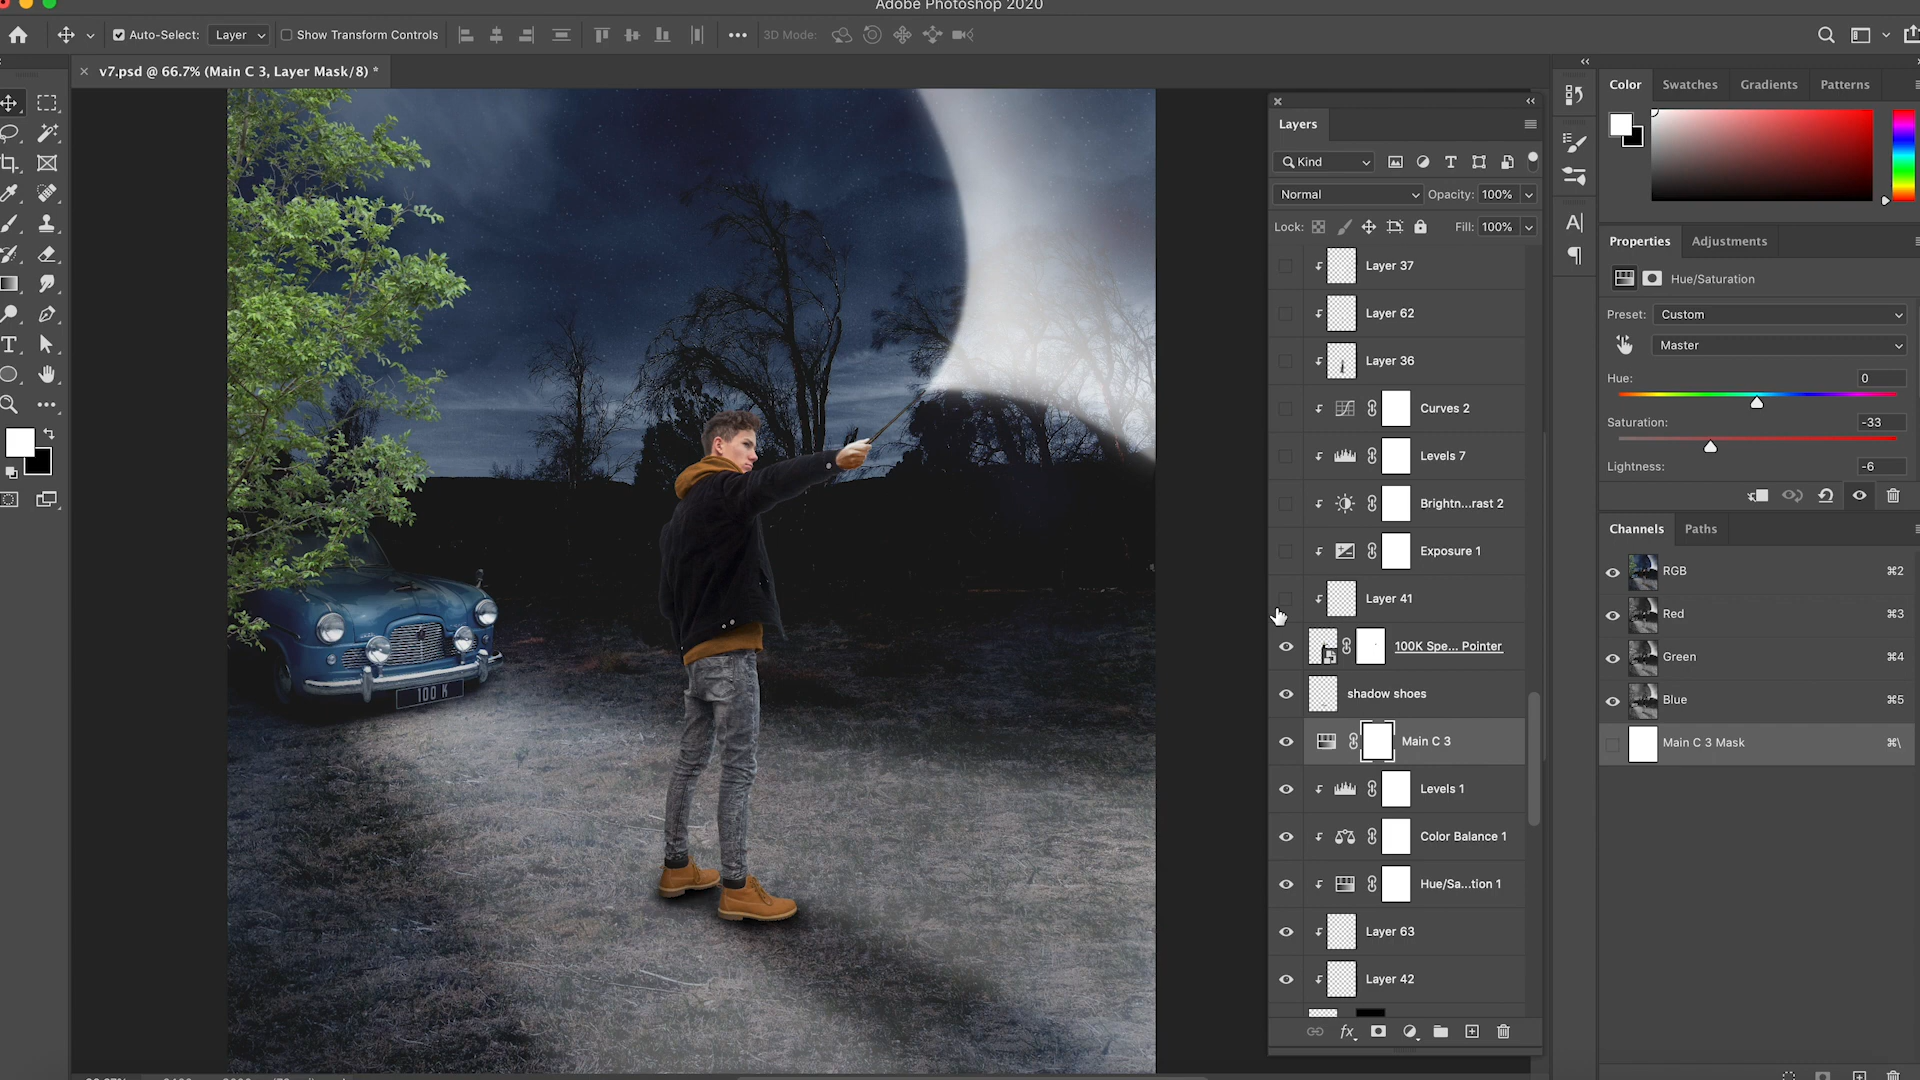 Adobe Photoshop 2020
Auto-Select: Layer Show Transform Controls 3D Mode:
v7.psd @ 66.7% (Main C 3, Layer Mask/8) *
100 K
Layers
Kind
Normal Opacity: 100%
Lock: Fill: 100%
Layer 37
Layer 62
Layer 36
Curves 2
Levels 7
Brightn...rast 2
Exposure 1
Layer 41
100K Spe... Pointer
shadow shoes
Main C 3
Levels 1
Color Balance 1
Hue/Sa...tion 1
Layer 63
Layer 42
fx
Color Swatches Gradients Patterns
Properties Adjustments
Hue/Saturation
Preset: Custom
Master
Hue: 0
Saturation: -33
Lightness: -6
Channels Paths
RGB ⌘2
Red ⌘3
Green ⌘4
Blue ⌘5
Main C 3 Mask ⌘\